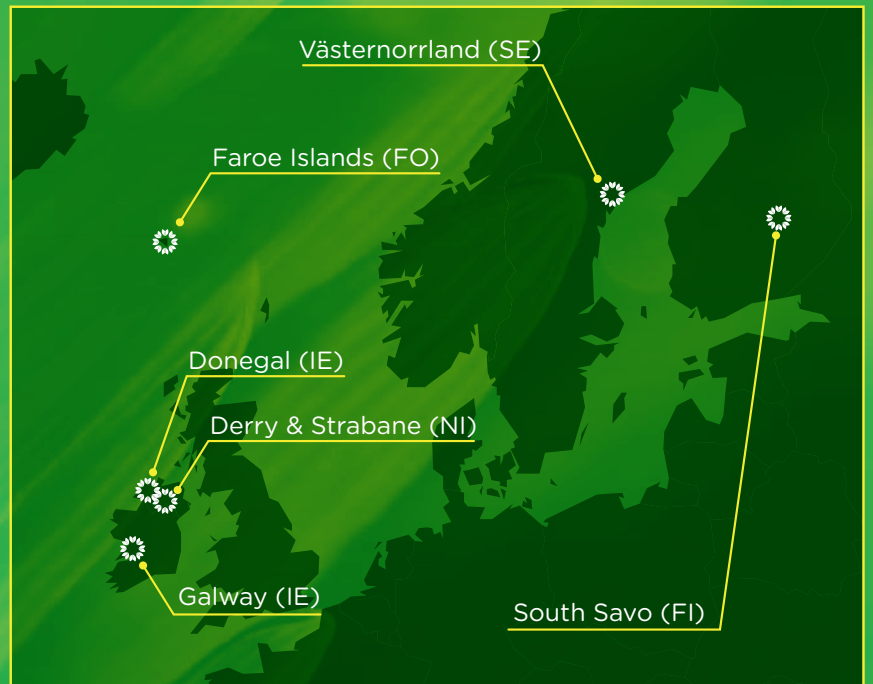 Västernorrland (SE)
Faroe Islands (FO)
Donegal (IE)
Derry & Strabane (NI)
Galway (IE)
South Savo (FI)